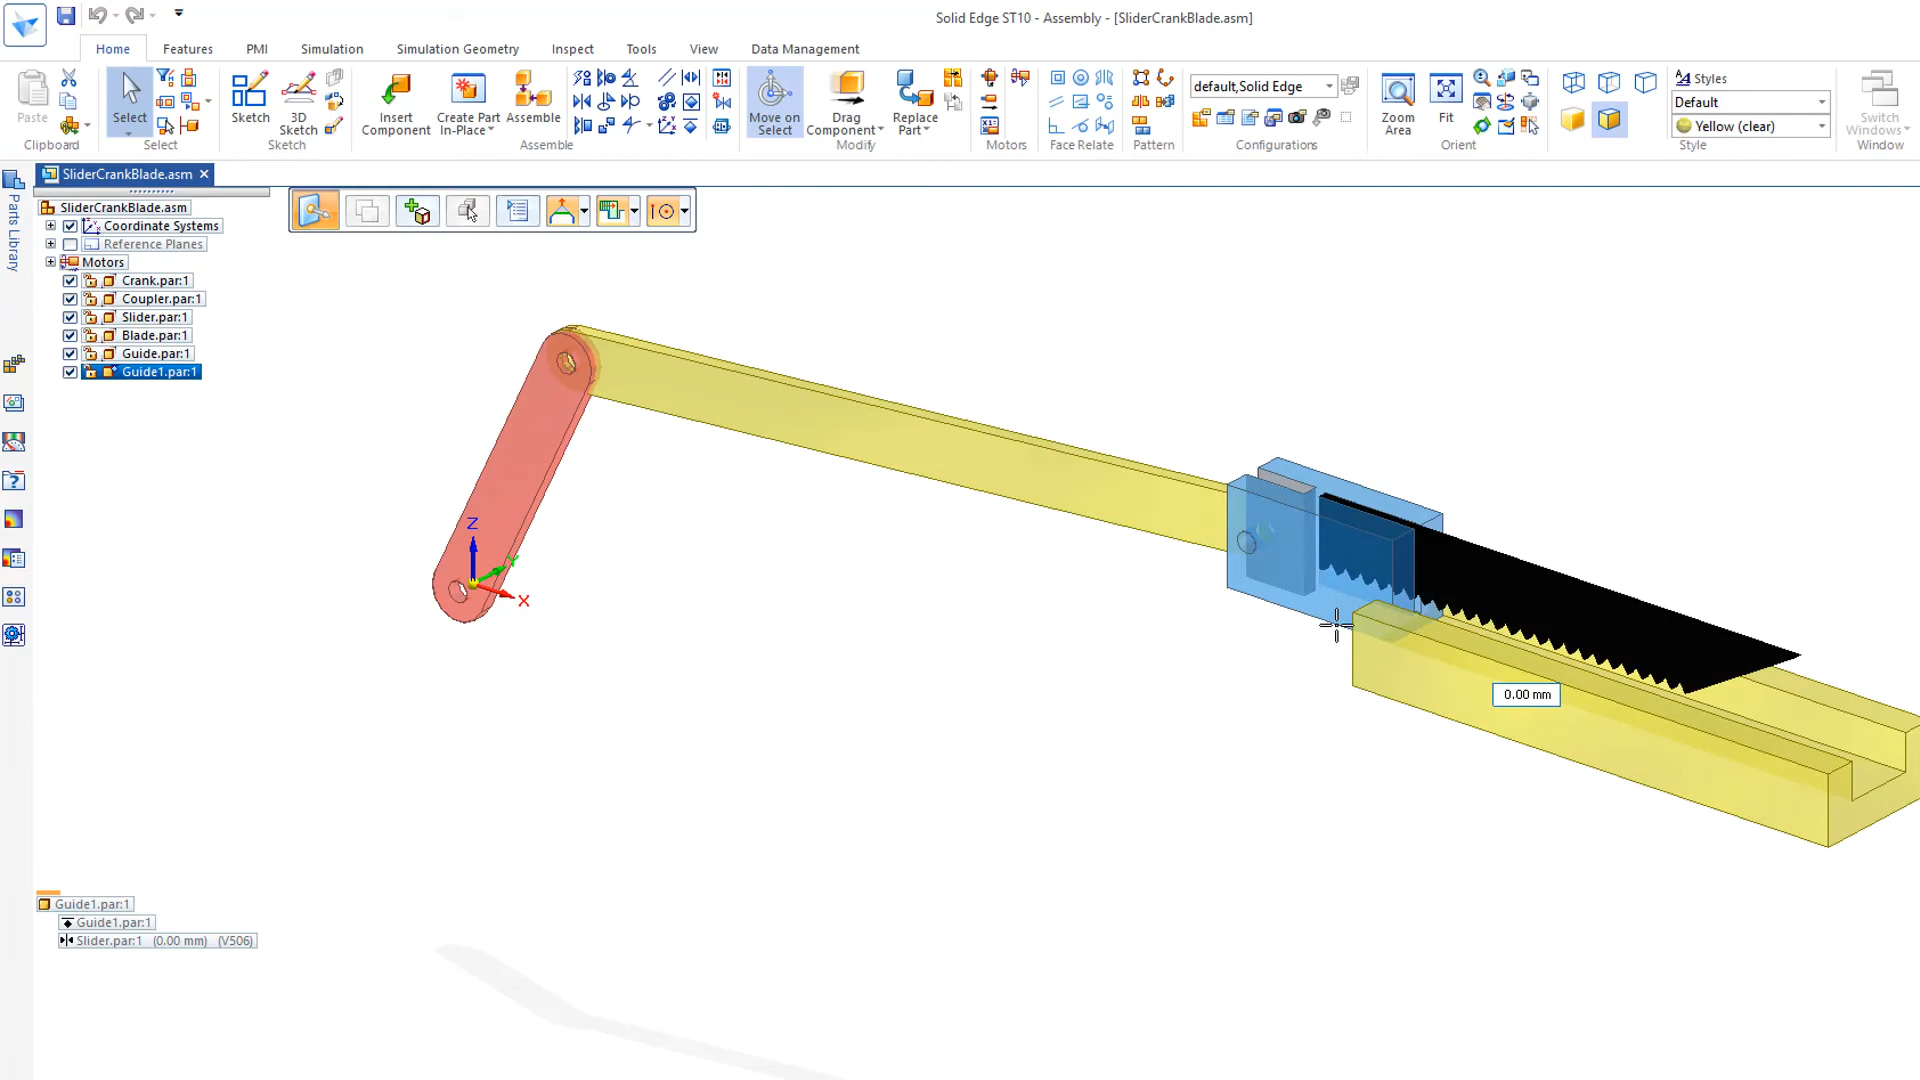 Solid Edge ST10 - Assembly - [SliderCrankBlade.asm]
Home Features PMI Simulation Simulation Geometry Inspect Tools View Data Management
Paste
Clipboard
Select
Select
Sketch
3D Sketch
Sketch
Insert Component
Create Part In-Place
Assemble
Assemble
Move on Select
Drag Component
Replace Part
Modify
Motors
Face Relate
Pattern
default,Solid Edge
Configurations
Zoom Area
Fit
Orient
Styles
Default
Yellow (clear)
Style
Switch Windows
Window
SliderCrankBlade.asm
Parts Library
SliderCrankBlade.asm
Coordinate Systems
Reference Planes
Motors
Crank.par:1
Coupler.par:1
Slider.par:1
Blade.par:1
Guide.par:1
Guide1.par:1
Z
Y
X
0.00 mm
Guide1.par:1
Guide1.par:1
Slider.par:1 (0.00 mm) (V506)